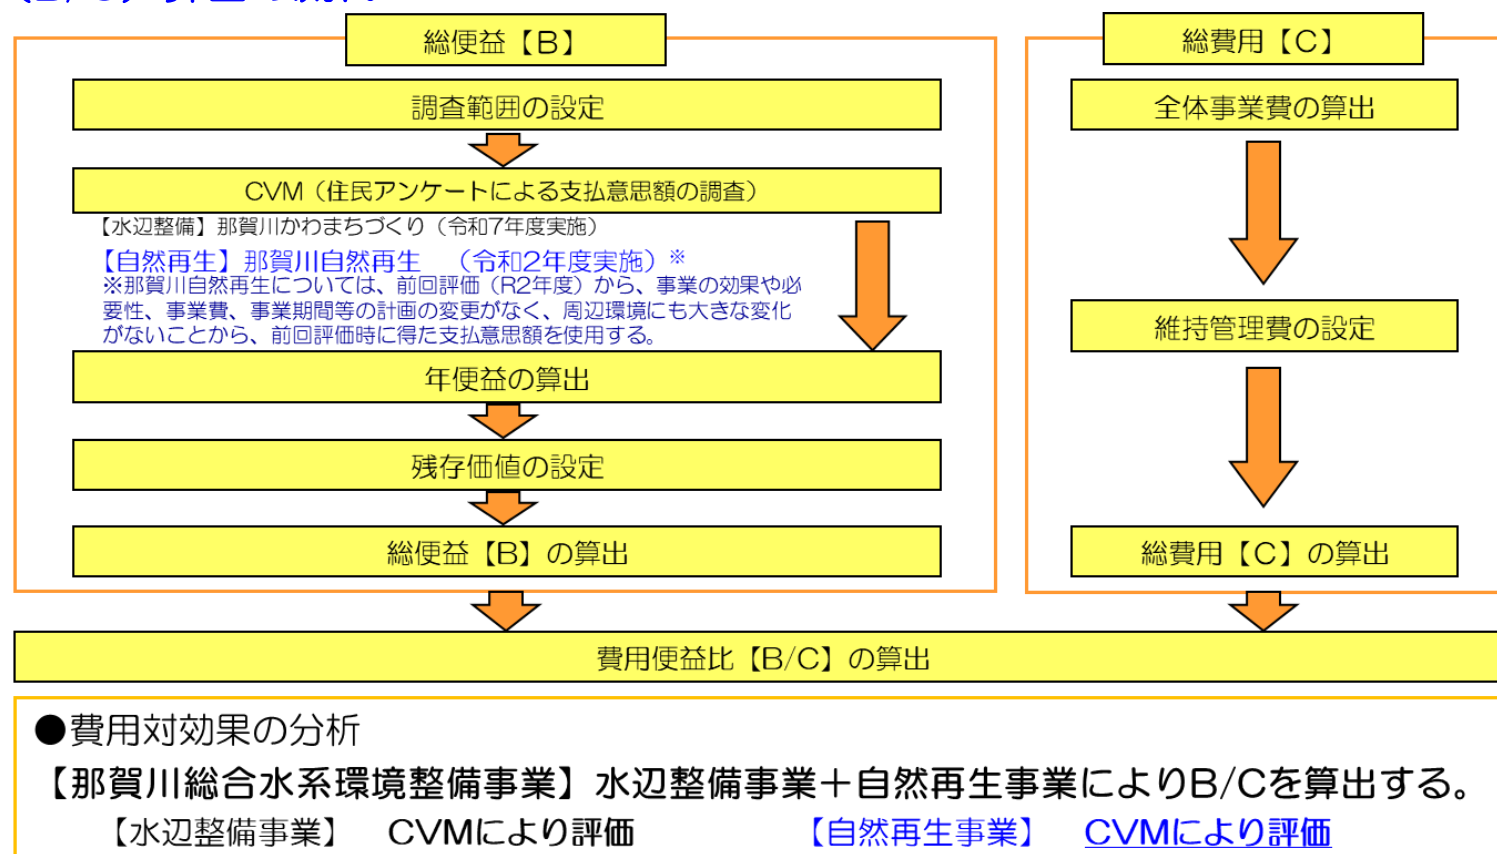 総便益【B】
調査範囲の設定
CVM（住民アンケートによる支払意思額の調査）
【水辺整備】那賀川かわまちづくり（令和7年度実施）
【自然再生】那賀川自然再生　（令和2年度実施）※
※那賀川自然再生については、前回評価（R2年度）から、事業の効果や必
要性、事業費、事業期間等の計画の変更がなく、周辺環境にも大きな変化
がないことから、前回評価時に得た支払意思額を使用する。
年便益の算出
残存価値の設定
総便益【B】の算出
総費用【C】
全体事業費の算出
維持管理費の設定
総費用【C】の算出
費用便益比【B/C】の算出
●費用対効果の分析
【那賀川総合水系環境整備事業】水辺整備事業＋自然再生事業によりB/Cを算出する。
【水辺整備事業】　CVMにより評価　【自然再生事業】　CVMにより評価